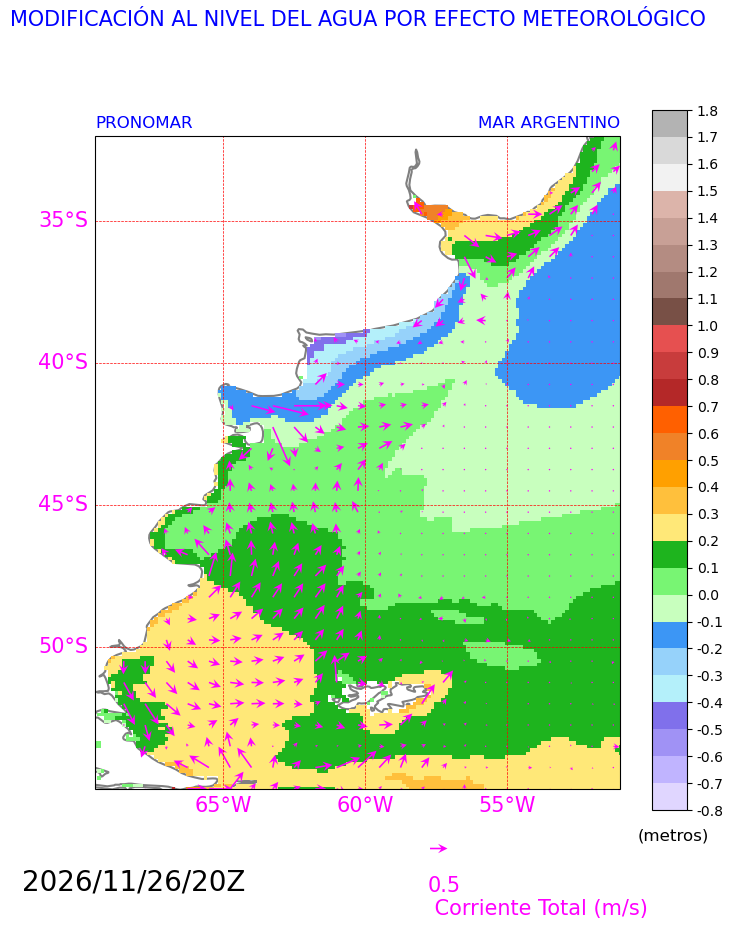 MODIFICACIÓN AL NIVEL DEL AGUA POR EFECTO METEOROLÓGICO
PRONOMAR
MAR ARGENTINO
35°S
40°S
45°S
50°S
65°W
60°W
55°W
1.8
1.7
1.6
1.5
1.4
1.3
1.2
1.1
1.0
0.9
0.8
0.7
0.6
0.5
0.4
0.3
0.2
0.1
0.0
-0.1
-0.2
-0.3
-0.4
-0.5
-0.6
-0.7
-0.8
(metros)
2026/11/26/20Z
0.5
Corriente Total (m/s)